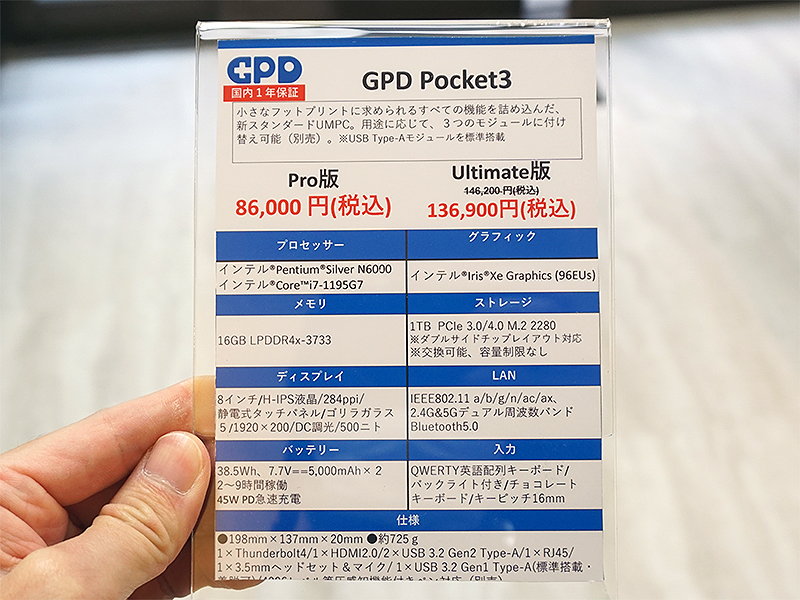 GPD
国内1年保証
GPD Pocket3
小さなフットプリントに求められるすべての機能を詰め込んだ、
新スタンダードUMPC。用途に応じて、３つのモジュールに付け
替え可能（別売）。※USB Type-Aモジュールを標準搭載
Pro版
86,000 円(税込)
Ultimate版
146,200 円(税込)
136,900円(税込)
プロセッサー
インテル®Pentium®Silver N6000
インテル®Core™i7-1195G7
グラフィック
インテル®Iris®Xe Graphics (96EUs)
メモリ
16GB LPDDR4x-3733
ストレージ
1TB PCIe 3.0/4.0 M.2 2280
※ダブルサイドチップレイアウト対応
※交換可能、容量制限なし
ディスプレイ
8インチ/H-IPS液晶/284ppi/
静電式タッチパネル/ゴリラガラス
５/1920×200/DC調光/500ニト
LAN
IEEE802.11 a/b/g/n/ac/ax、
2.4G&5Gデュアル周波数バンド
Bluetooth5.0
バッテリー
38.5Wh、7.7V==5,000mAh×２
2～9時間稼働
45W PD急速充電
入力
QWERTY英語配列キーボード/
バックライト付き/チョコレート
キーボード/キーピッチ16mm
仕様
●198mm×137mm×20mm ●約725ｇ
1×Thunderbolt4/1×HDMI2.0/2×USB 3.2 Gen2 Type-A/1×RJ45/
1×3.5mmヘッドセット＆マイク/ 1×USB 3.2 Gen1 Type-A(標準搭載・